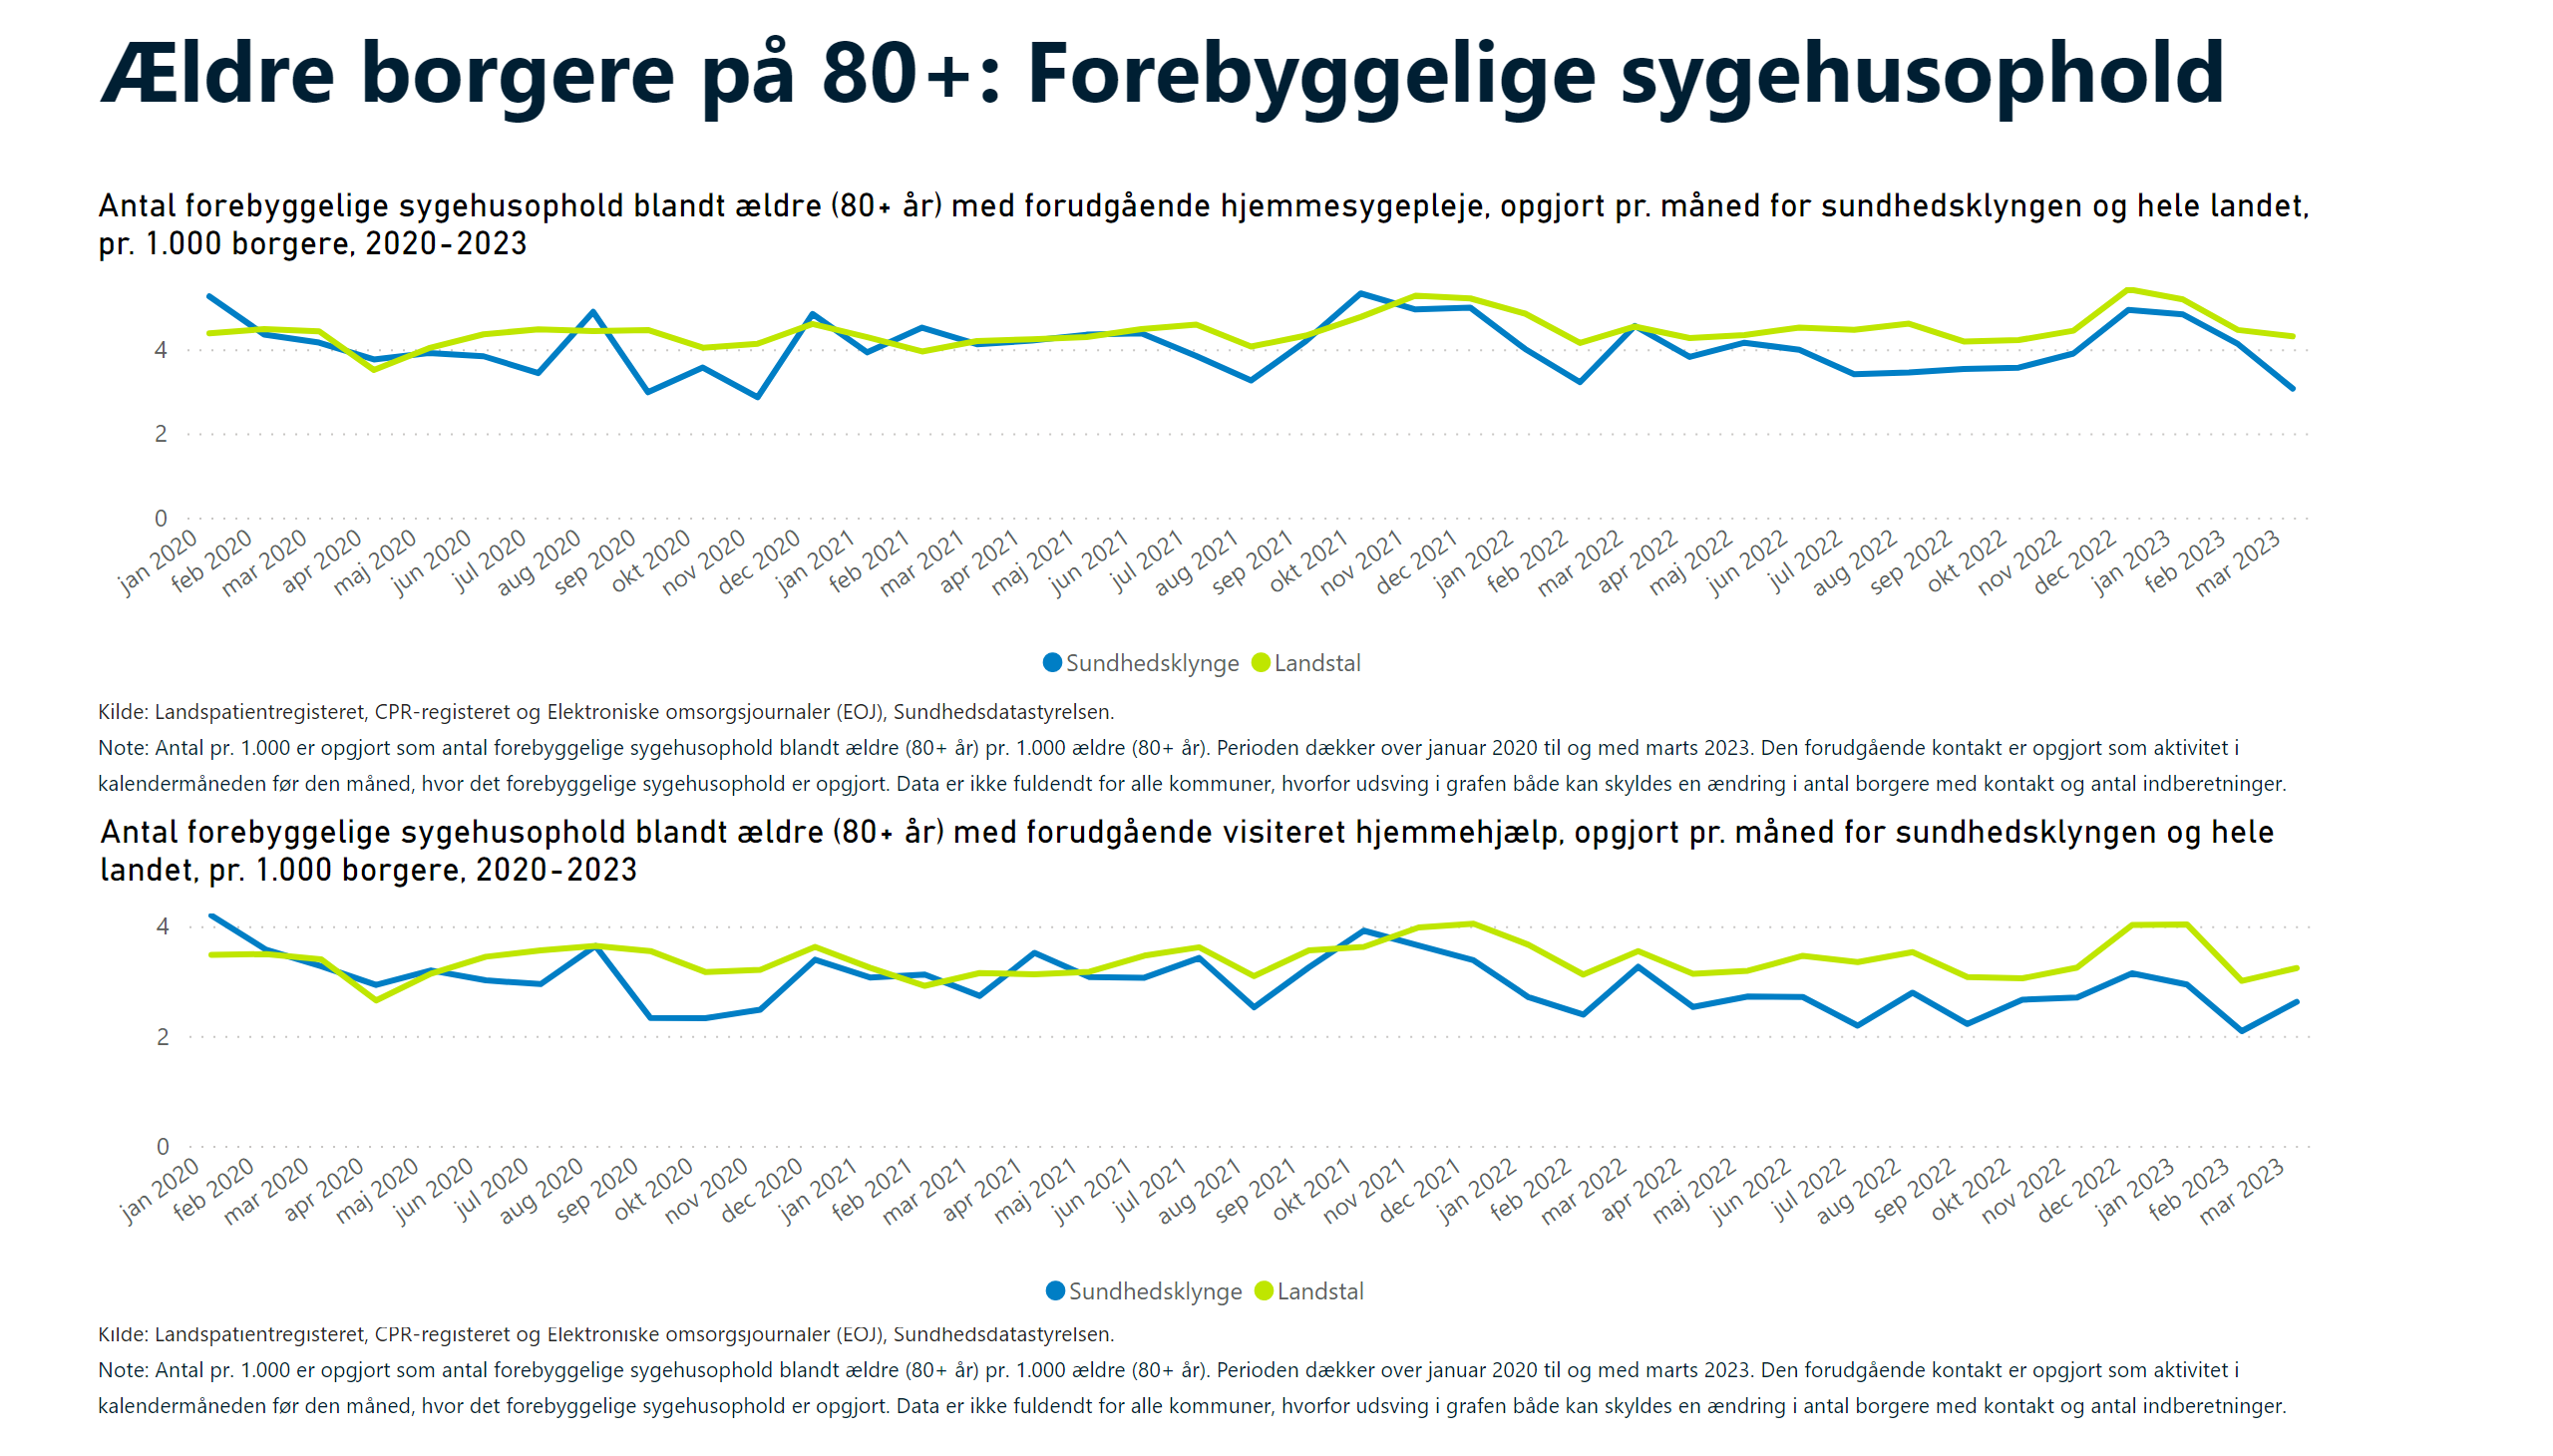 Ældre borgere på 80+: Forebyggelige sygehusophold
Antal forebyggelige sygehusophold blandt ældre (80+ år) med forudgående hjemmesygepleje, opgjort pr. måned for sundhedsklyngen og hele landet,
pr. 1.000 borgere, 2020-2023
4
2
0
jan 2020
feb 2020
mar 2020
apr 2020
maj 2020
jun 2020
jul 2020
aug 2020
sep 2020
okt 2020
nov 2020
dec 2020
jan 2021
feb 2021
mar 2021
apr 2021
maj 2021
jun 2021
jul 2021
aug 2021
sep 2021
okt 2021
nov 2021
dec 2021
jan 2022
feb 2022
mar 2022
apr 2022
maj 2022
jun 2022
jul 2022
aug 2022
sep 2022
okt 2022
nov 2022
dec 2022
jan 2023
feb 2023
mar 2023
Sundhedsklynge Landstal
Kilde: Landspatientregisteret, CPR-registeret og Elektroniske omsorgsjournaler (EOJ), Sundhedsdatastyrelsen.
Note: Antal pr. 1.000 er opgjort som antal forebyggelige sygehusophold blandt ældre (80+ år) pr. 1.000 ældre (80+ år). Perioden dækker over januar 2020 til og med marts 2023. Den forudgående kontakt er opgjort som aktivitet i
kalendermåneden før den måned, hvor det forebyggelige sygehusophold er opgjort. Data er ikke fuldendt for alle kommuner, hvorfor udsving i grafen både kan skyldes en ændring i antal borgere med kontakt og antal indberetninger.
Antal forebyggelige sygehusophold blandt ældre (80+ år) med forudgående visiteret hjemmehjælp, opgjort pr. måned for sundhedsklyngen og hele
landet, pr. 1.000 borgere, 2020-2023
4
2
0
jan 2020
feb 2020
mar 2020
apr 2020
maj 2020
jun 2020
jul 2020
aug 2020
sep 2020
okt 2020
nov 2020
dec 2020
jan 2021
feb 2021
mar 2021
apr 2021
maj 2021
jun 2021
jul 2021
aug 2021
sep 2021
okt 2021
nov 2021
dec 2021
jan 2022
feb 2022
mar 2022
apr 2022
maj 2022
jun 2022
jul 2022
aug 2022
sep 2022
okt 2022
nov 2022
dec 2022
jan 2023
feb 2023
mar 2023
Sundhedsklynge Landstal
Kilde: Landspatientregisteret, CPR-registeret og Elektroniske omsorgsjournaler (EOJ), Sundhedsdatastyrelsen.
Note: Antal pr. 1.000 er opgjort som antal forebyggelige sygehusophold blandt ældre (80+ år) pr. 1.000 ældre (80+ år). Perioden dækker over januar 2020 til og med marts 2023. Den forudgående kontakt er opgjort som aktivitet i
kalendermåneden før den måned, hvor det forebyggelige sygehusophold er opgjort. Data er ikke fuldendt for alle kommuner, hvorfor udsving i grafen både kan skyldes en ændring i antal borgere med kontakt og antal indberetninger.